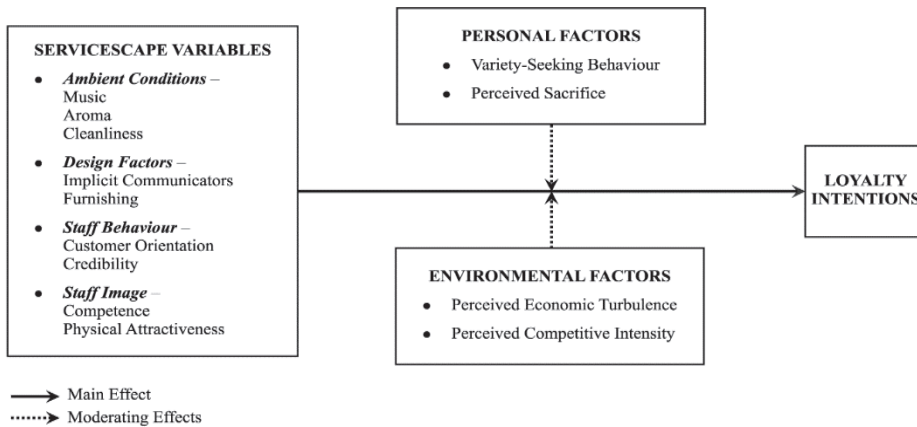 SERVICESCAPE VARIABLES
● Ambient Conditions –
Music
Aroma
Cleanliness
● Design Factors –
Implicit Communicators
Furnishing
● Staff Behaviour –
Customer Orientation
Credibility
● Staff Image –
Competence
Physical Attractiveness
PERSONAL FACTORS
● Variety-Seeking Behaviour
● Perceived Sacrifice
ENVIRONMENTAL FACTORS
● Perceived Economic Turbulence
● Perceived Competitive Intensity
LOYALTY
INTENTIONS
Main Effect
Moderating Effects